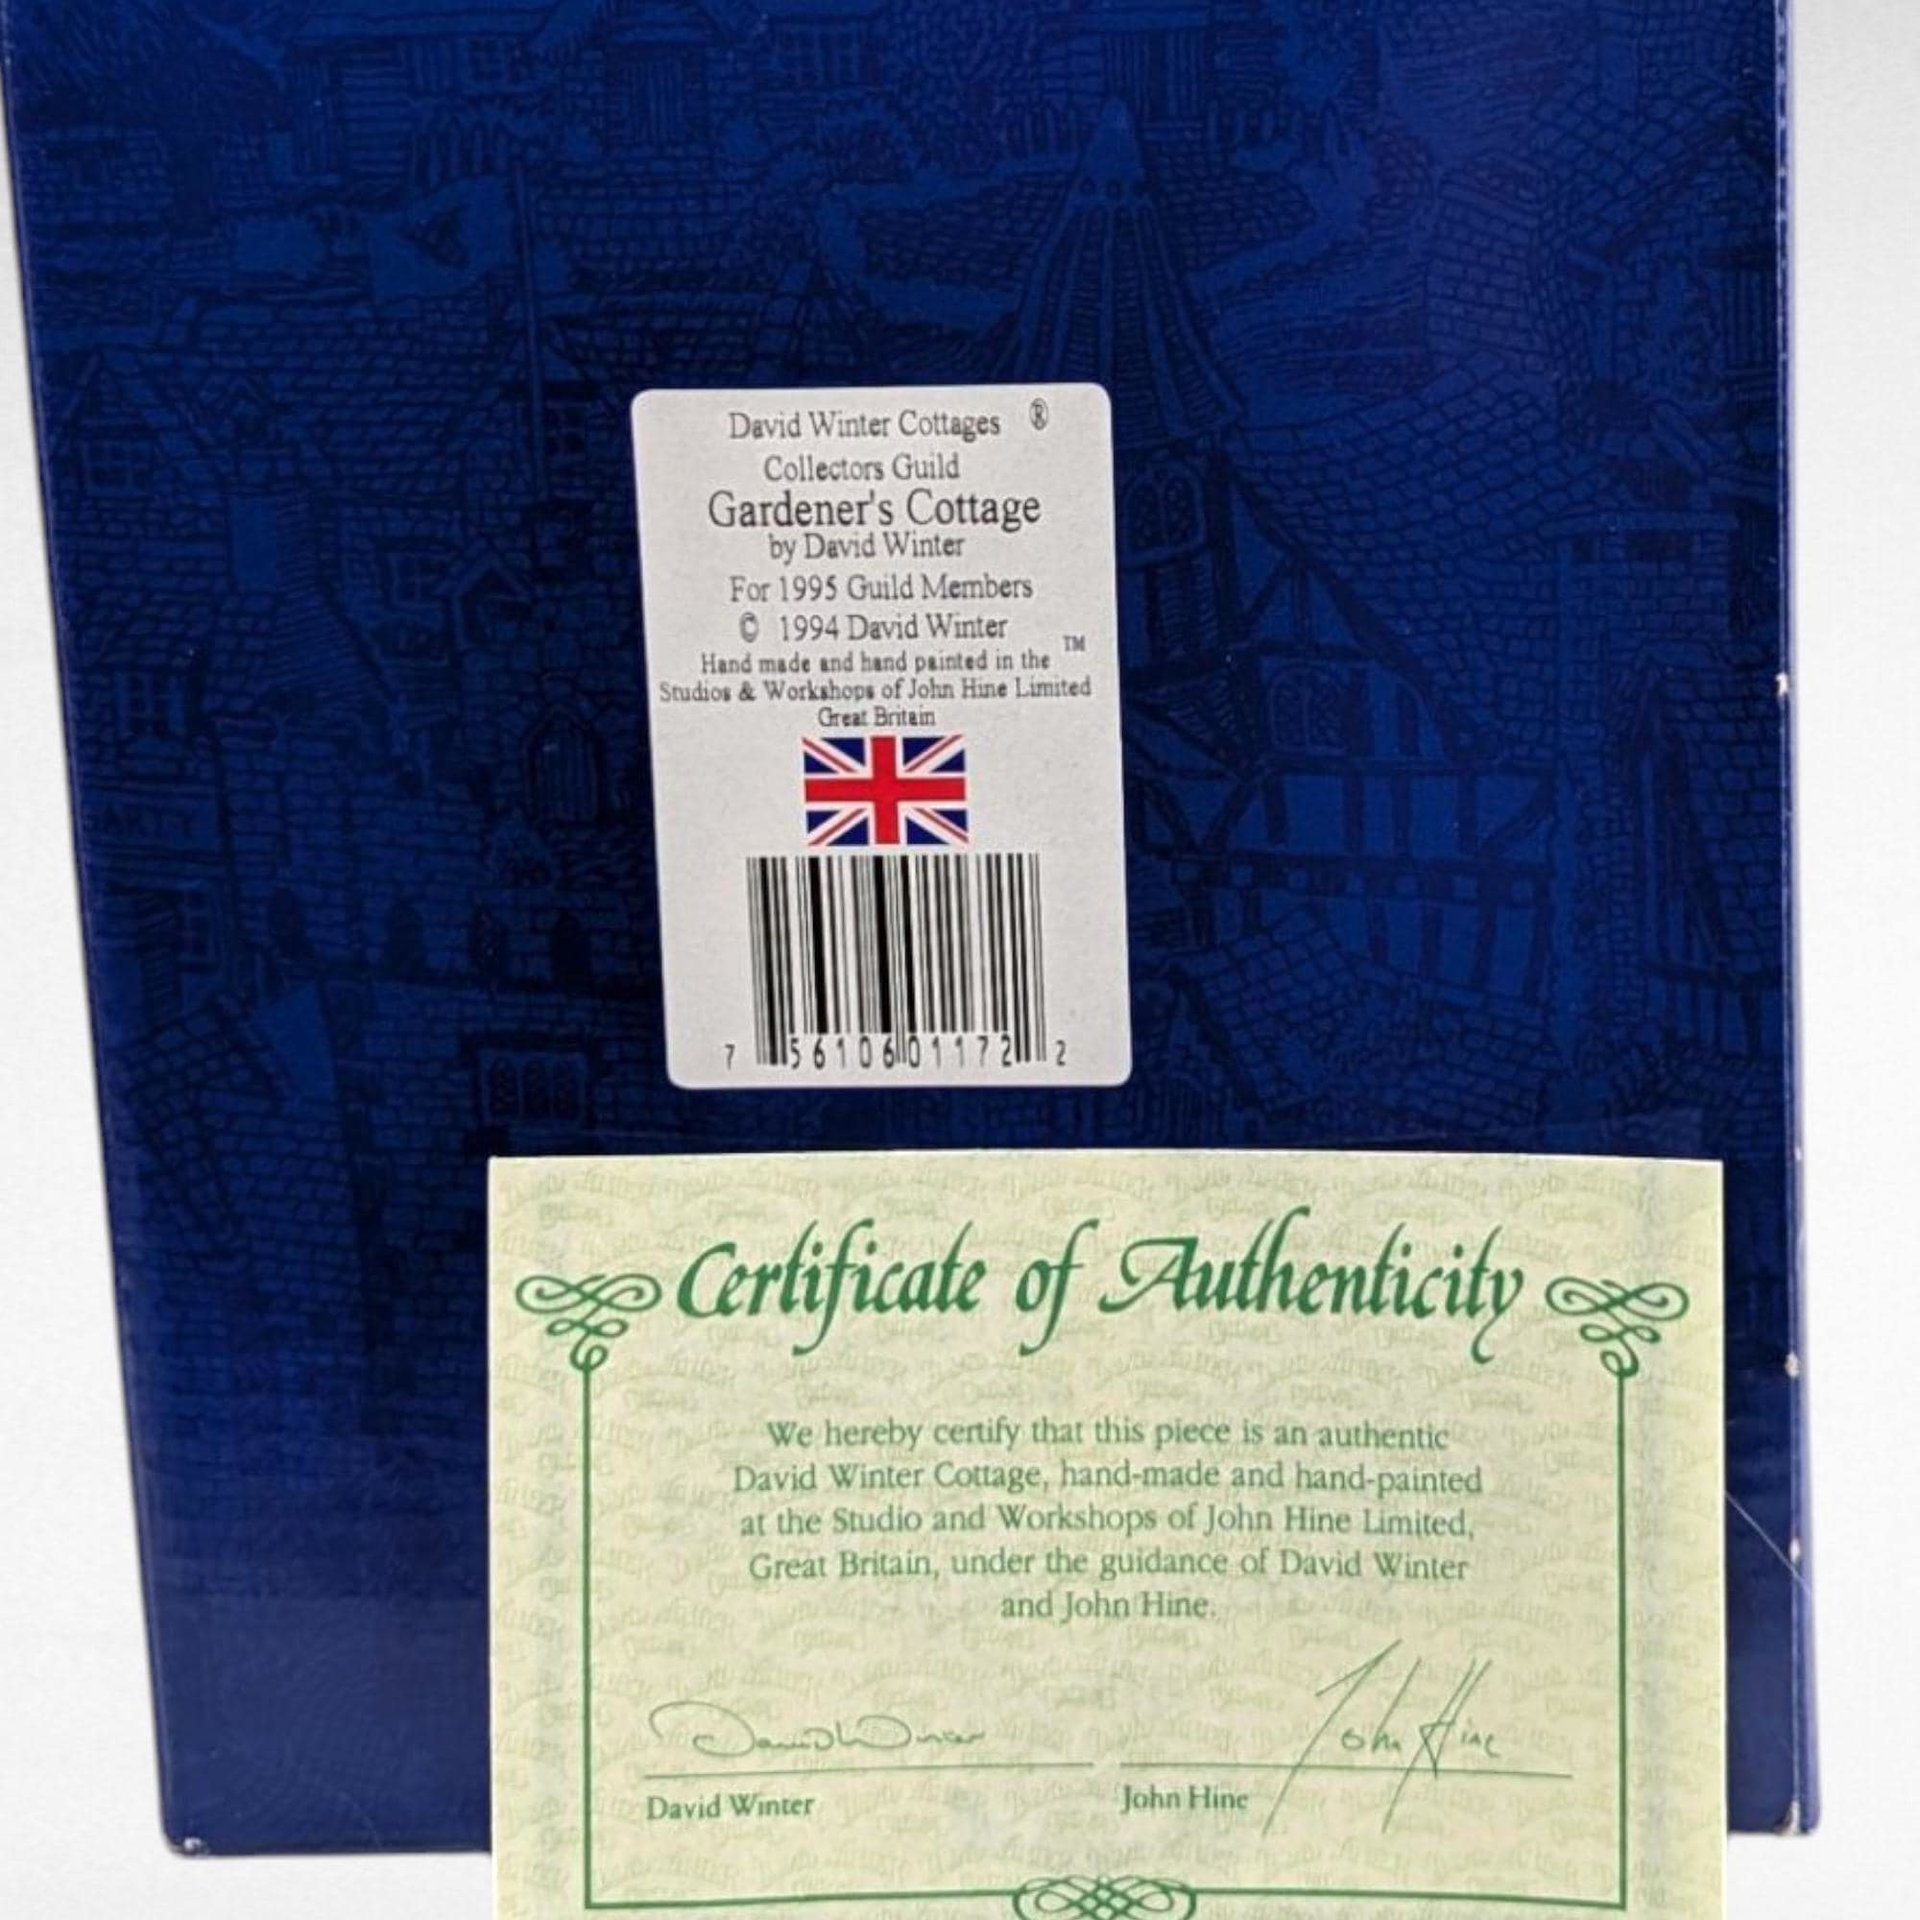 David Winter Cottages ®
Collectors Guild
Gardener's Cottage
by David Winter
For 1995 Guild Members
© 1994 David Winter
Hand made and hand painted in the ™
Studios & Workshops of John Hine Limited
Great Britain
7 56106 01172 2
Certificate of Authenticity
We hereby certify that this piece is an authentic
David Winter Cottage, hand-made and hand-painted
at the Studio and Workshops of John Hine Limited,
Great Britain, under the guidance of David Winter
and John Hine.
David Winter John Hine
David Winter John Hine